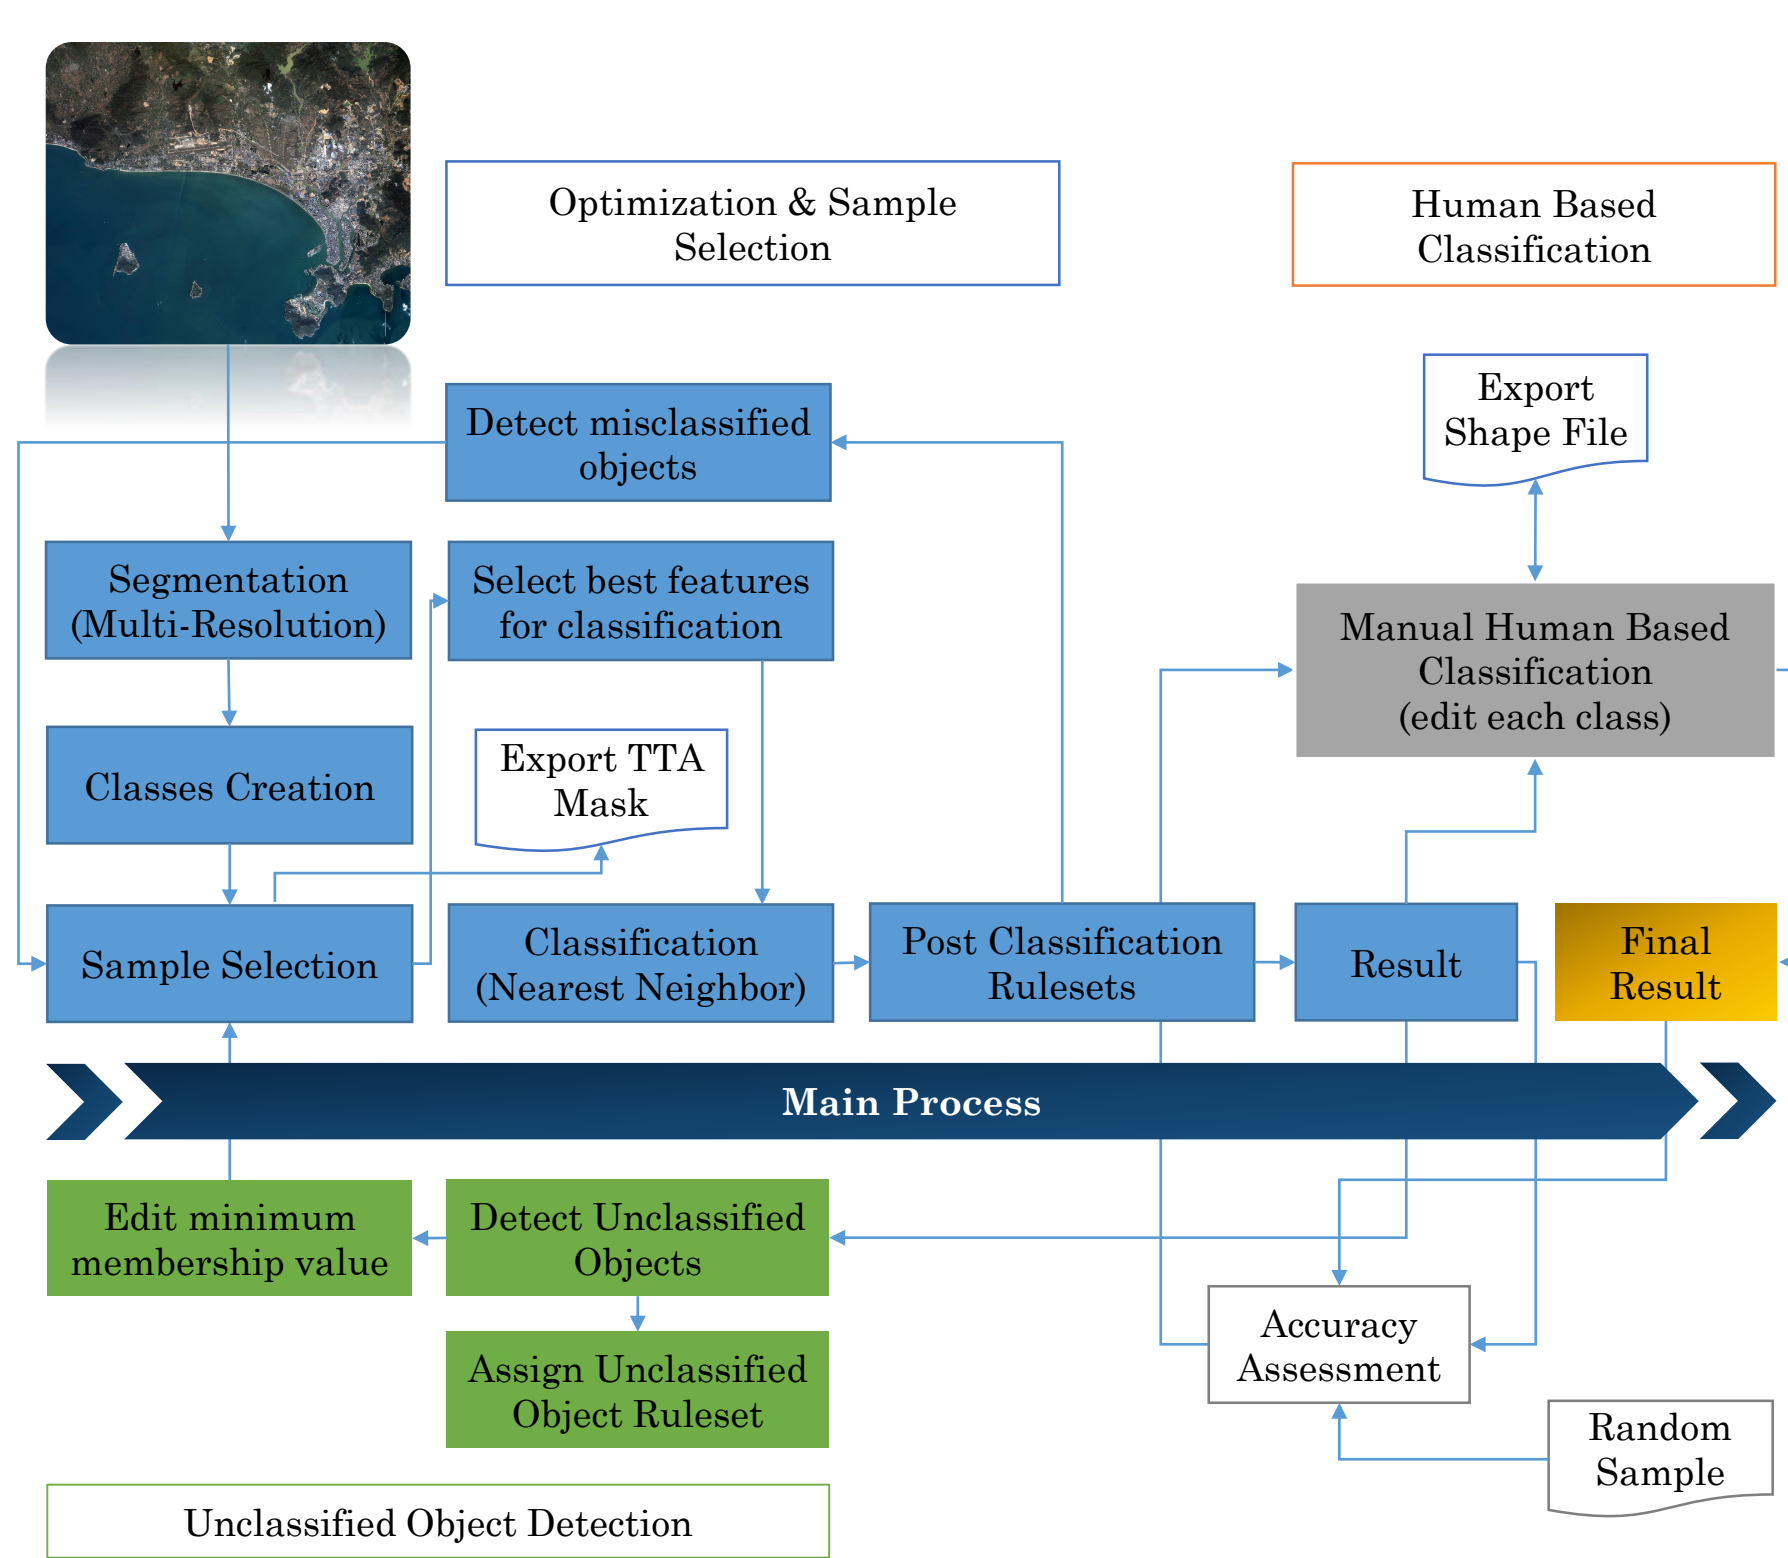 Optimization & Sample
Selection
Human Based
Classification
Export
Shape File
Detect misclassified
objects
Segmentation
(Multi-Resolution)
Select best features
for classification
Manual Human Based
Classification
(edit each class)
Classes Creation
Export TTA
Mask
Sample Selection
Classification
(Nearest Neighbor)
Post Classification
Rulesets
Result
Final
Result
Main Process
Edit minimum
membership value
Detect Unclassified
Objects
Assign Unclassified
Object Ruleset
Accuracy
Assessment
Random
Sample
Unclassified Object Detection